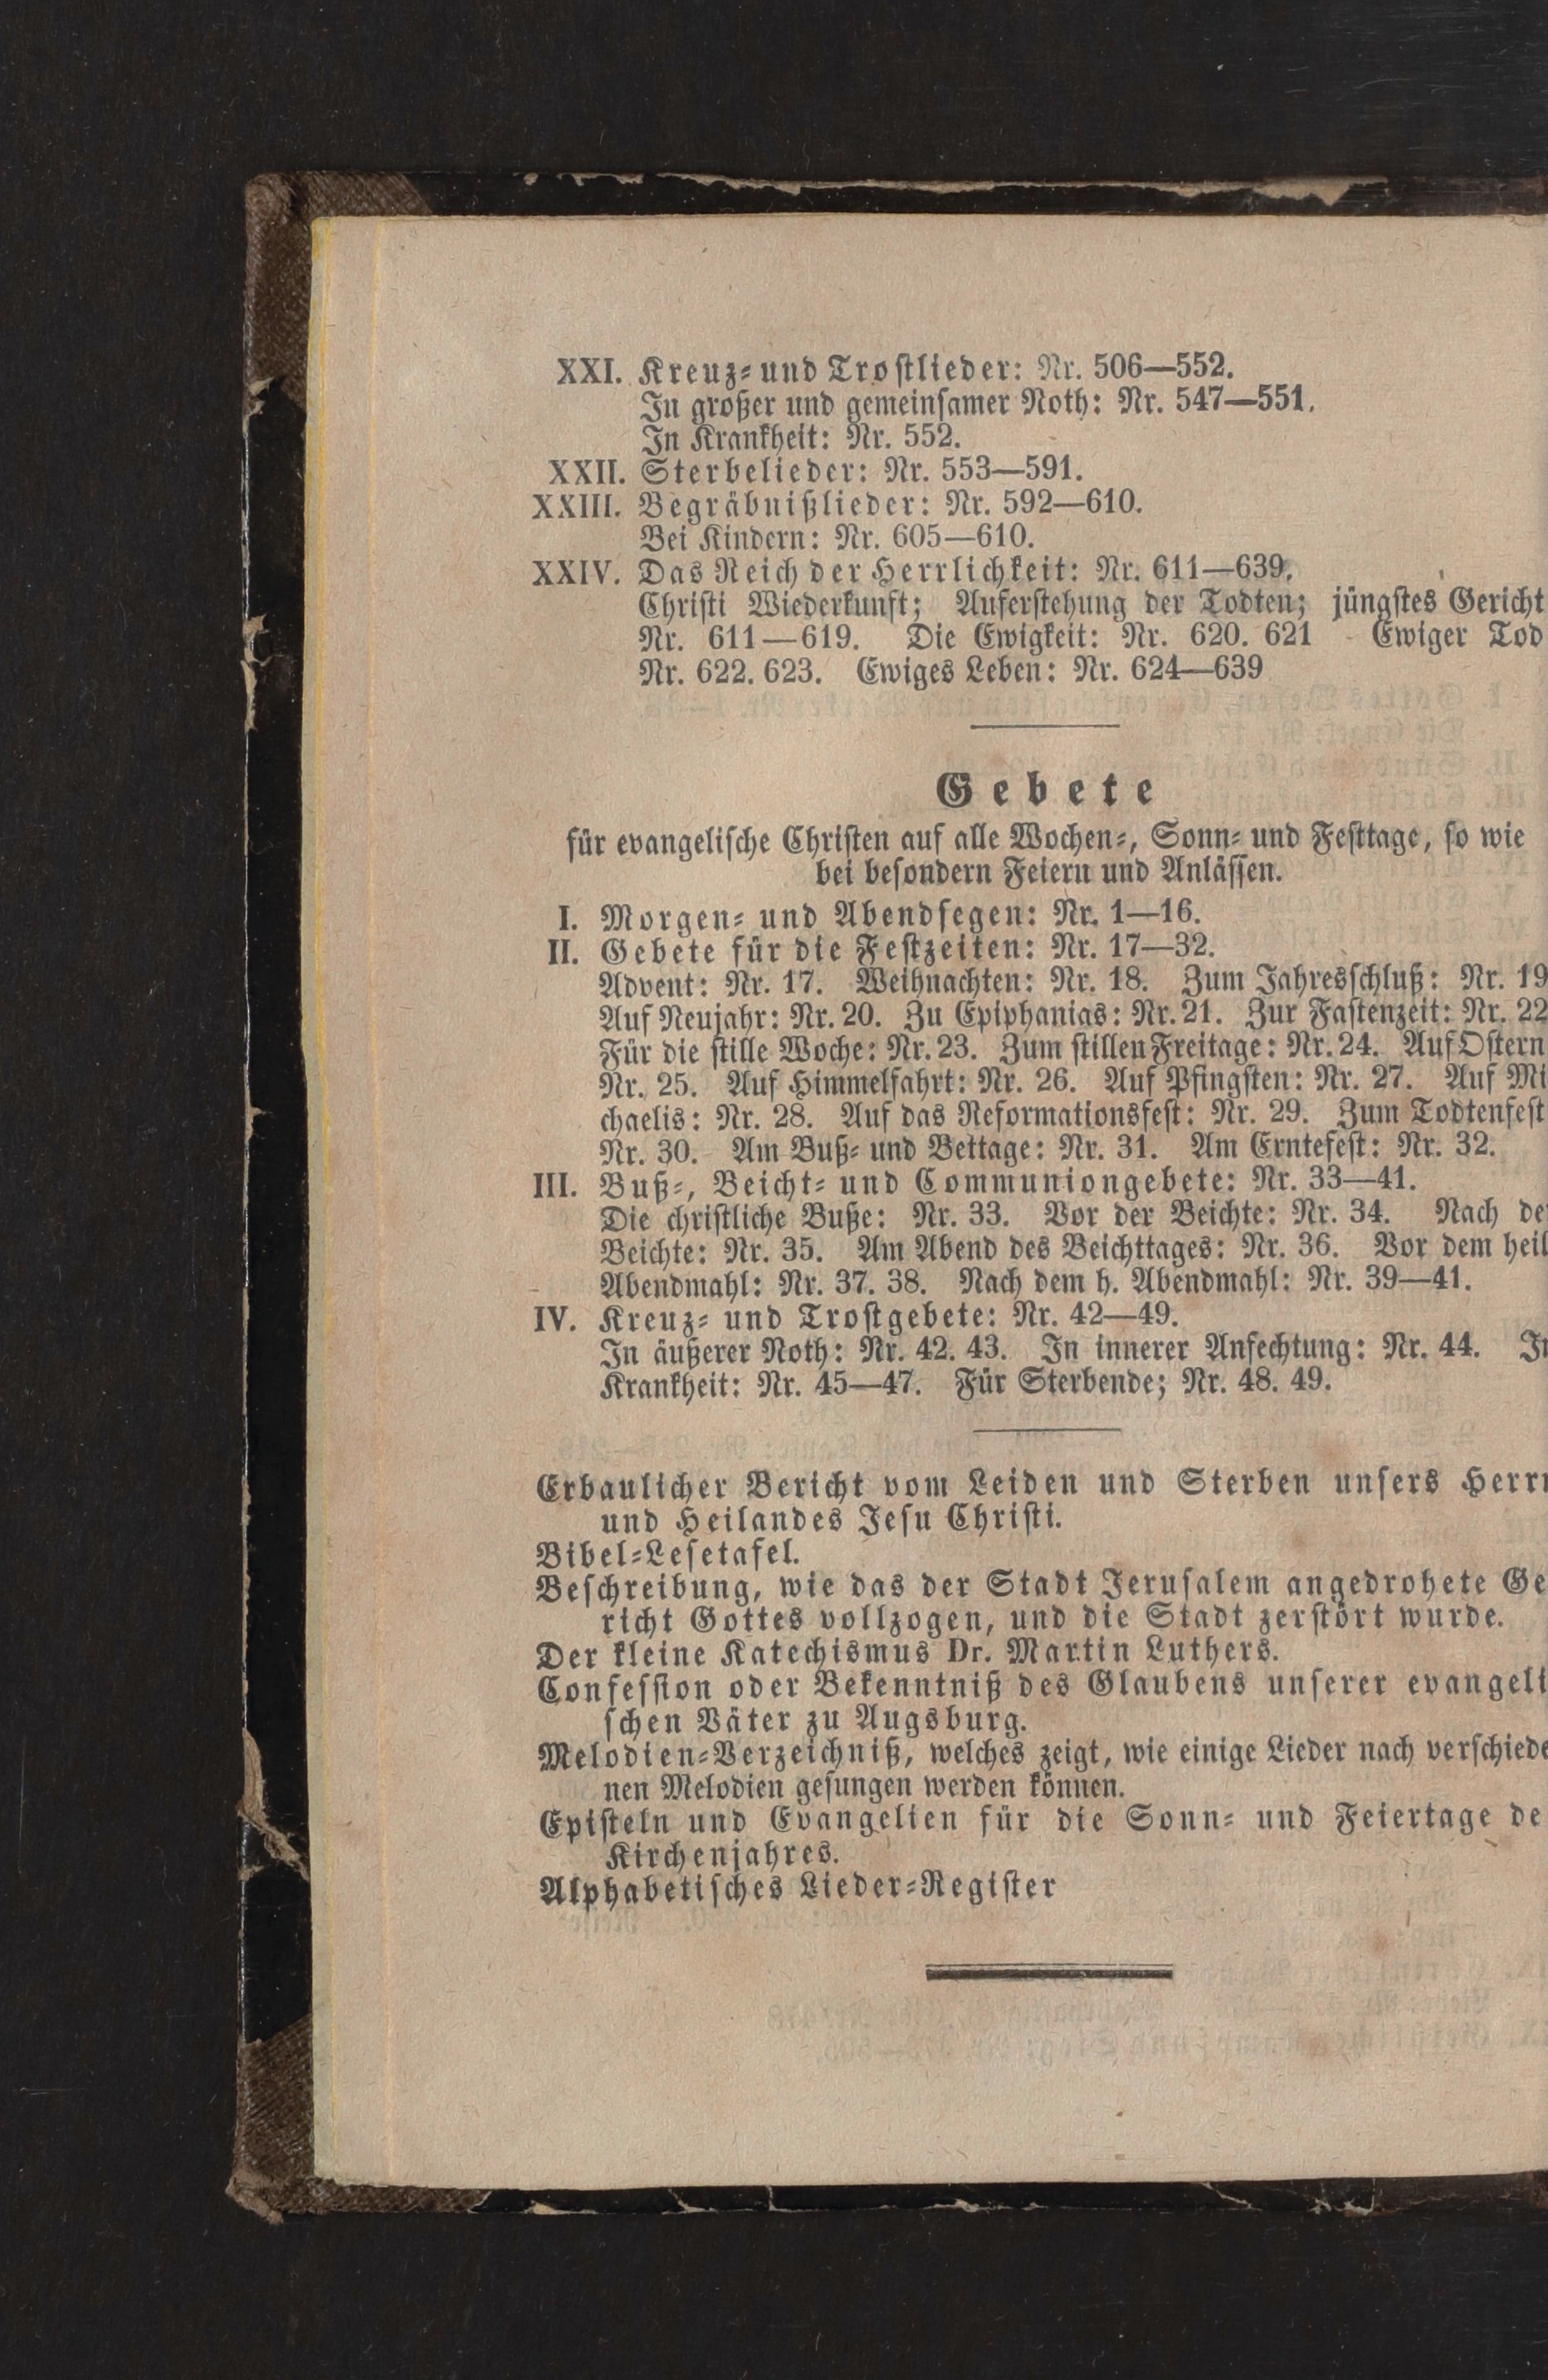 XXI. Kreuz- und Trostlieder: Nr. 506—552.
In großer und gemeinsamer Noth: Nr. 547—551.
In Krankheit: Nr. 552.
XXII. Sterbelieder: Nr. 553—591.
XXIII. Begräbnißlieder: Nr. 592—610.
Bei Kindern: Nr. 605—610.
XXIV. Das Reich der Herrlichkeit: Nr. 611—639.
Christi Wiederkunft; Auferstehung der Todten; jüngstes Gericht
Nr. 611—619. Die Ewigkeit: Nr. 620. 621 Ewiger Tod
Nr. 622. 623. Ewiges Leben: Nr. 624—639
Gebete
für evangelische Christen auf alle Wochen-, Sonn- und Festtage, so wie
bei besondern Feiern und Anlässen.
I. Morgen- und Abendsegen: Nr. 1—16.
II. Gebete für die Festzeiten: Nr. 17—32.
Advent: Nr. 17. Weihnachten: Nr. 18. Zum Jahresschluß: Nr. 19
Auf Neujahr: Nr. 20. Zu Epiphanias: Nr. 21. Zur Fastenzeit: Nr. 22
Für die stille Woche: Nr. 23. Zum stillen Freitage: Nr. 24. Auf Ostern
Nr. 25. Auf Himmelfahrt: Nr. 26. Auf Pfingsten: Nr. 27. Auf Mi
chaelis: Nr. 28. Auf das Reformationsfest: Nr. 29. Zum Todtenfest
Nr. 30. Am Buß- und Bettage: Nr. 31. Am Erntefest: Nr. 32.
III. Buß-, Beicht- und Communiongebete: Nr. 33—41.
Die christliche Buße: Nr. 33. Vor der Beichte: Nr. 34. Nach de
Beichte: Nr. 35. Am Abend des Beichttages: Nr. 36. Vor dem heil
Abendmahl: Nr. 37. 38. Nach dem h. Abendmahl: Nr. 39—41.
IV. Kreuz- und Trostgebete: Nr. 42—49.
In äußerer Noth: Nr. 42. 43. In innerer Anfechtung: Nr. 44. In
Krankheit: Nr. 45—47. Für Sterbende; Nr. 48. 49.
Erbaulicher Bericht vom Leiden und Sterben unsers Herrn
und Heilandes Jesu Christi.
Bibel-Lesetafel.
Beschreibung, wie das der Stadt Jerusalem angedrohete Ge
richt Gottes vollzogen, und die Stadt zerstört wurde.
Der kleine Katechismus Dr. Martin Luthers.
Confession oder Bekenntniß des Glaubens unserer evangeli
schen Väter zu Augsburg.
Melodien-Verzeichniß, welches zeigt, wie einige Lieder nach verschiede
nen Melodien gesungen werden können.
Episteln und Evangelien für die Sonn- und Feiertage de
Kirchenjahres.
Alphabetisches Lieder-Register